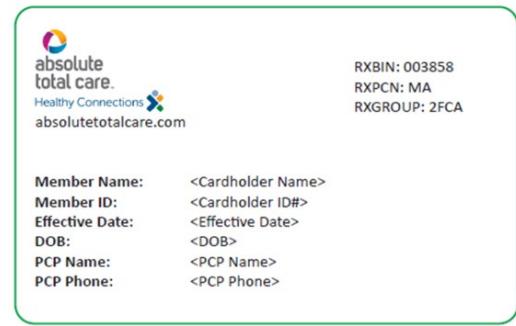 absolute
total care.
Healthy Connections
absolutetotalcare.com
RXBIN: 003858
RXPCN: MA
RXGROUP: 2FCA
Member Name: <Cardholder Name>
Member ID: <Cardholder ID#>
Effective Date: <Effective Date>
DOB: <DOB>
PCP Name: <PCP Name>
PCP Phone: <PCP Phone>